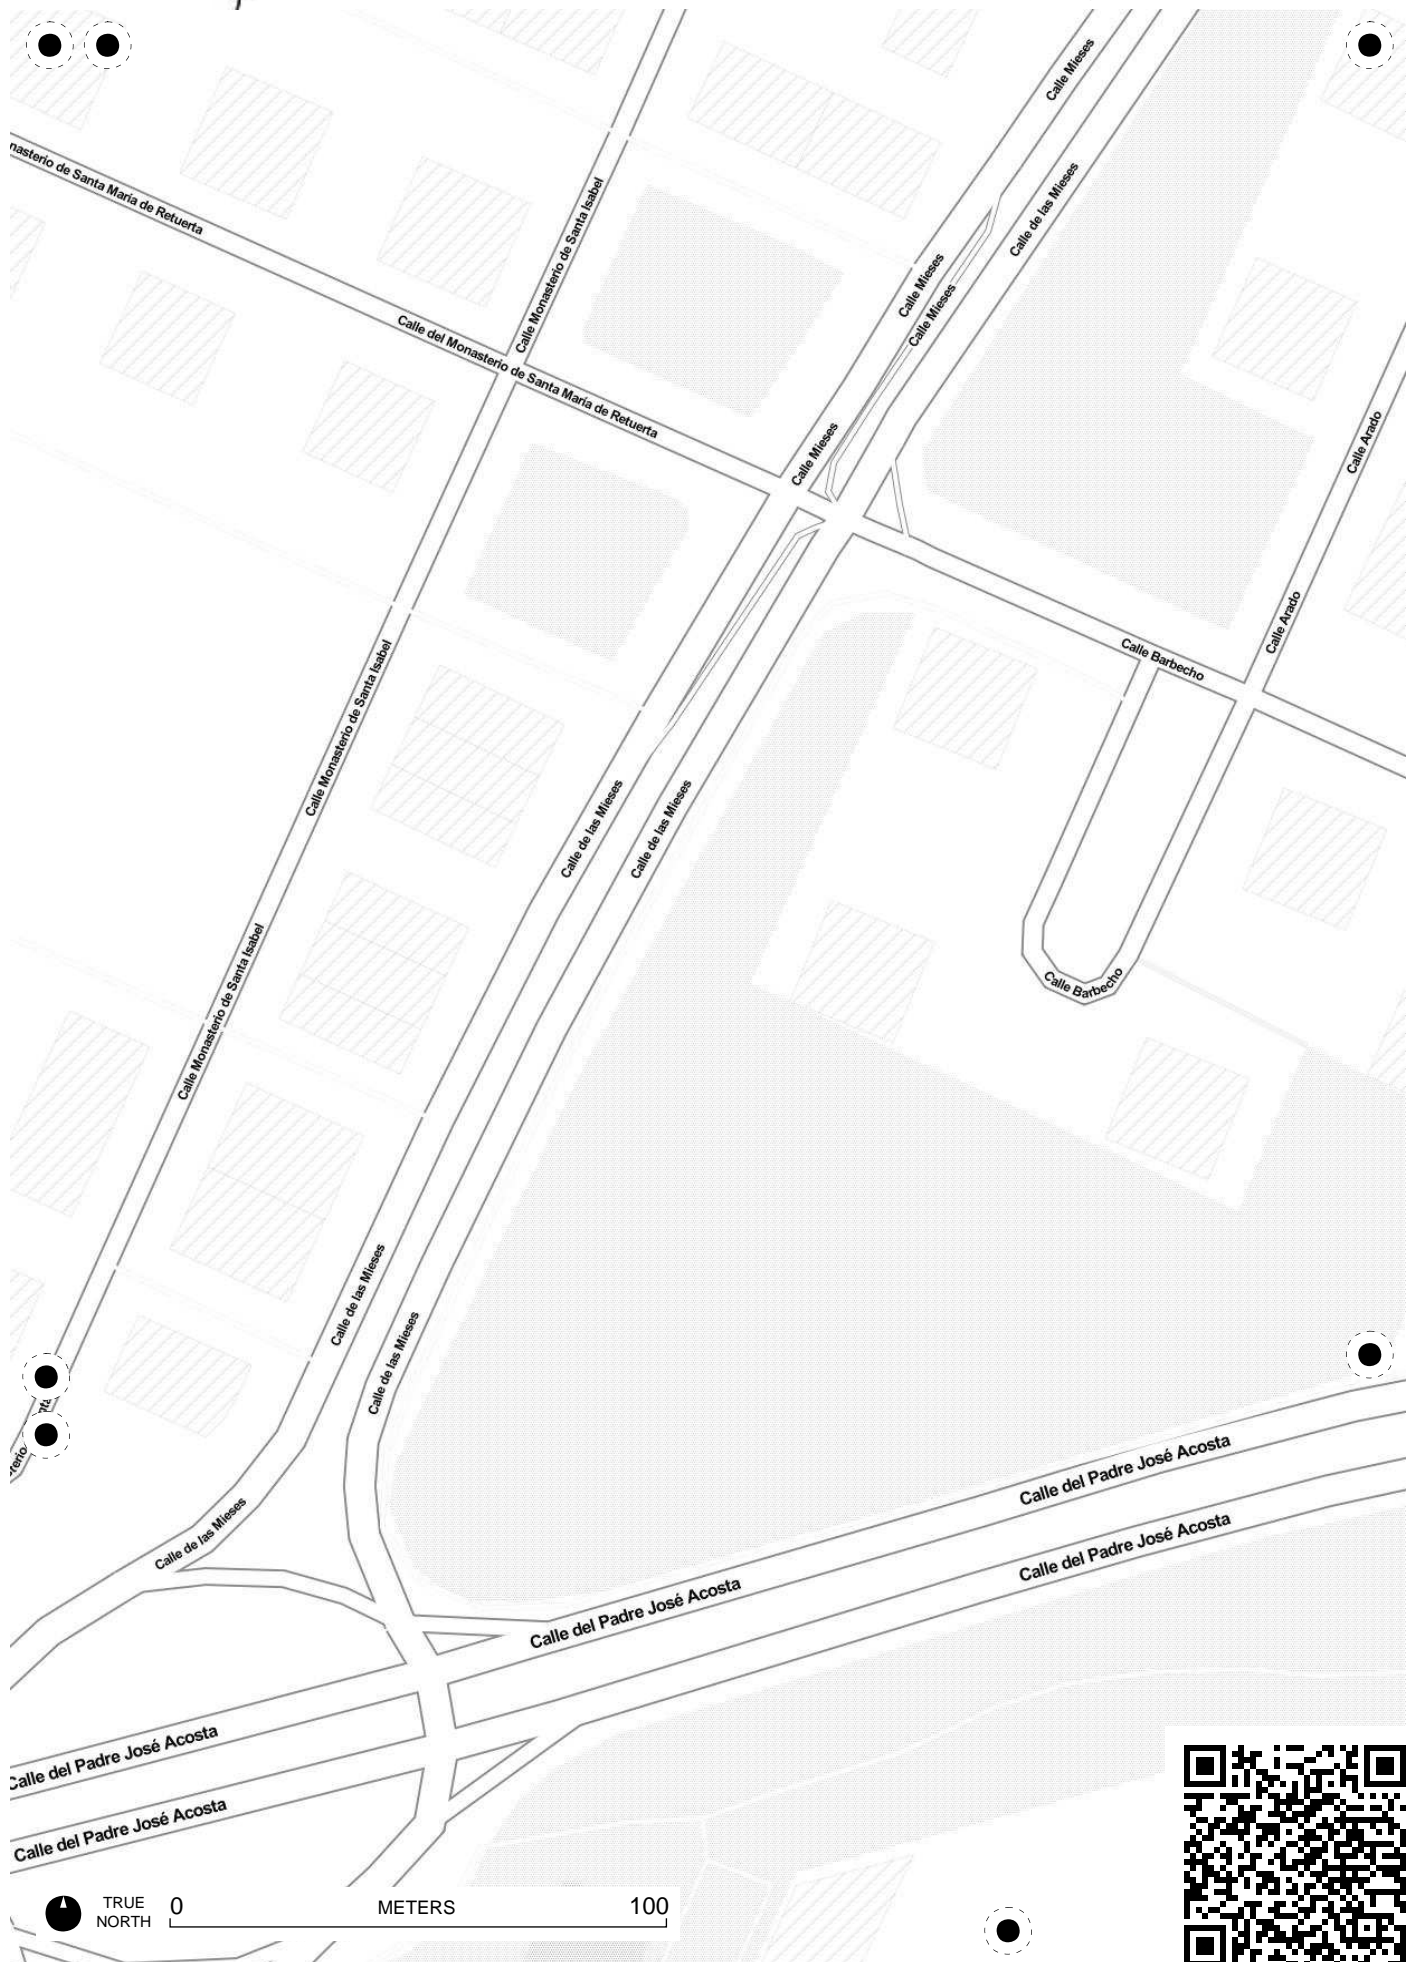 Calle Mieses
nasterio de Santa María de Retuerta
Calle Monasterio de Santa Isabel
Calle de las Mieses
Calle Mieses
Calle Mieses
Calle del Monasterio de Santa María de Retuerta
Calle Mieses
Calle Arado
Calle Arado
Calle Barbecho
Calle Monasterio de Santa Isabel
Calle de las Mieses
Calle de las Mieses
Calle Monasterio de Santa Isabel
Calle Barbecho
Calle de las Mieses
Calle de las Mieses
Calle del Padre José Acosta
Calle de las Mieses
Calle del Padre José Acosta
Calle del Padre José Acosta
Calle del Padre José Acosta
Calle del Padre José Acosta
TRUE NORTH
0 METERS 100